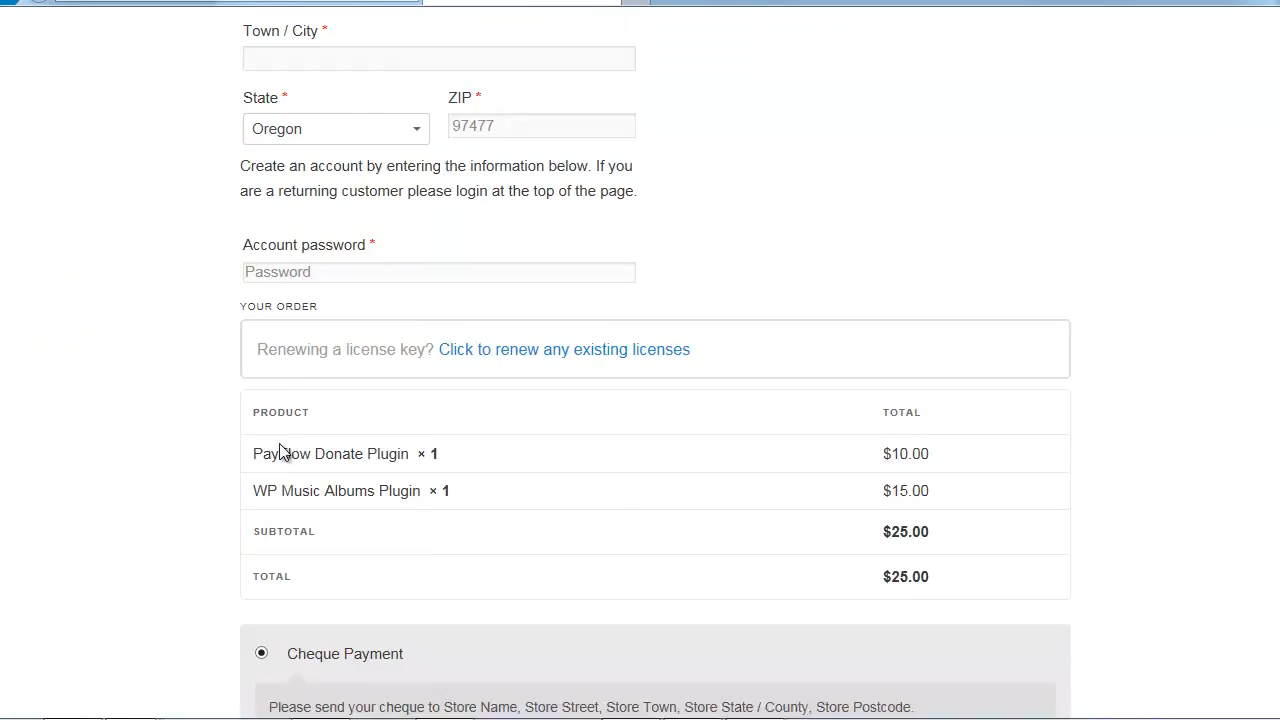 Town / City *
State * ZIP *
Oregon 97477
Create an account by entering the information below. If you
are a returning customer please login at the top of the page.
Account password *
Password
YOUR ORDER
Renewing a license key? Click to renew any existing licenses
PRODUCT TOTAL
Donate Plugin × 1 $10.00
WP Music Albums Plugin × 1 $15.00
SUBTOTAL $25.00
TOTAL $25.00
Cheque Payment
Please send your cheque to Store Name, Store Street, Store Town, Store State / County, Store Postcode.